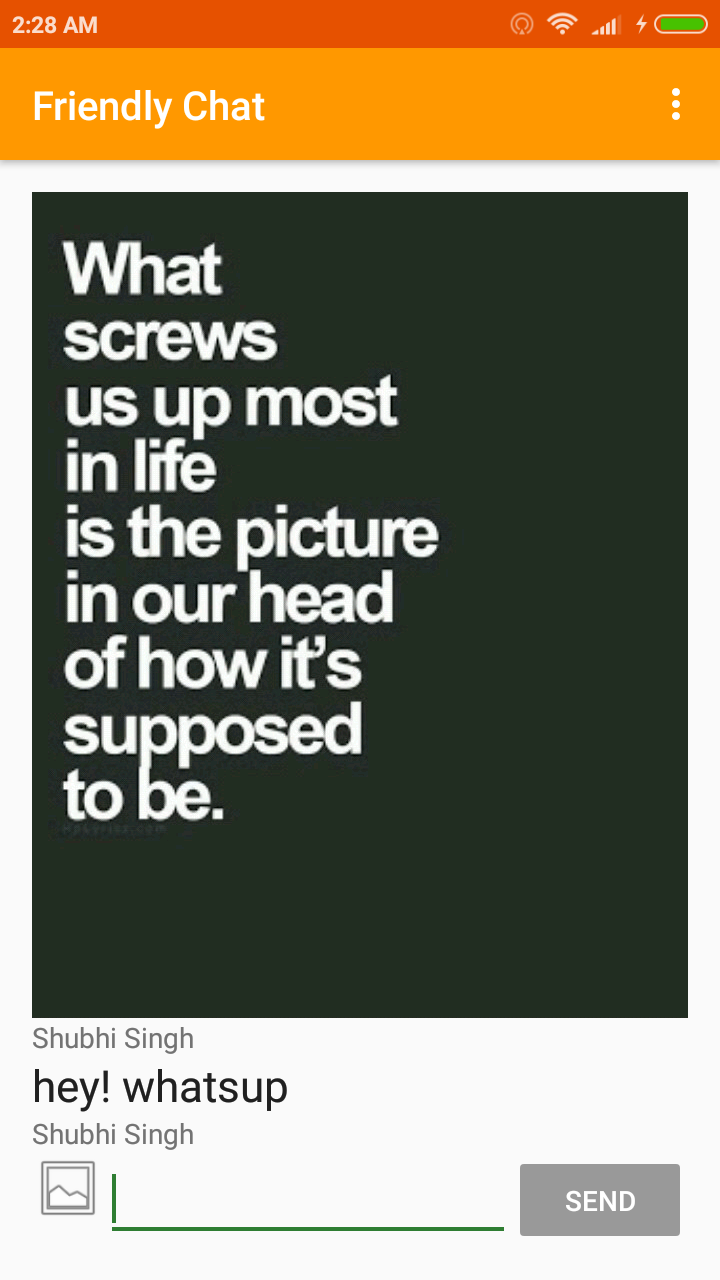 2:28 AM
Friendly Chat
What
screws
us up most
in life
is the picture
in our head
of how it's
supposed
to be.
Shubhi Singh
hey! whatsup
Shubhi Singh
SEND